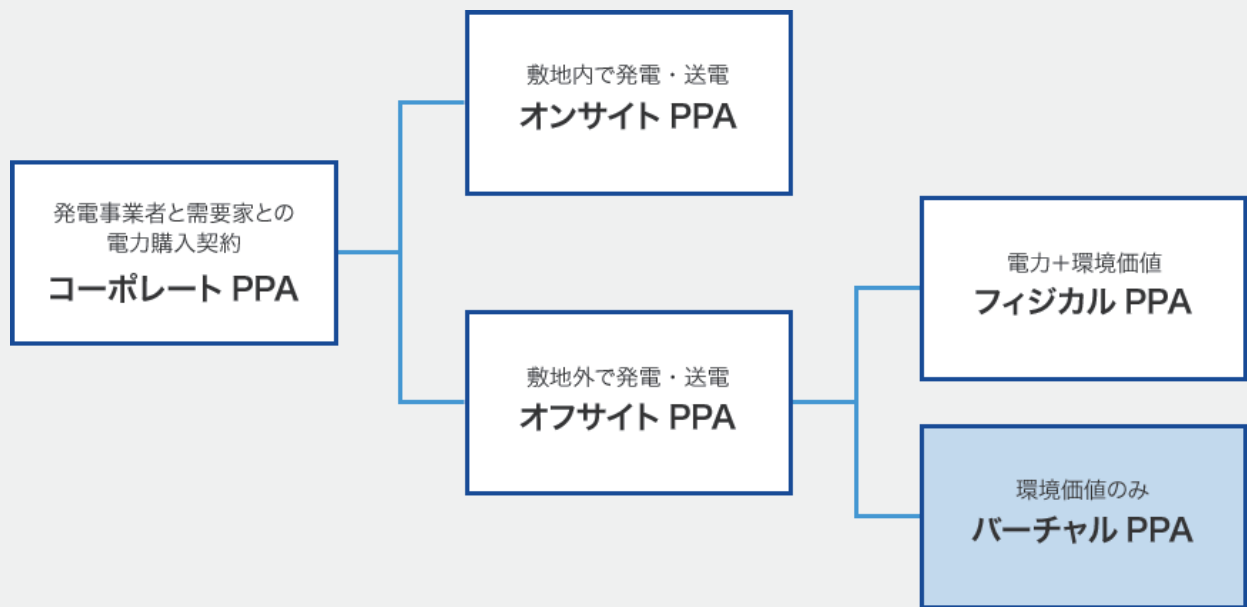 敷地内で発電・送電
オンサイト PPA
発電事業者と需要家との
電力購入契約
コーポレート PPA
電力＋環境価値
フィジカル PPA
敷地外で発電・送電
オフサイト PPA
環境価値のみ
バーチャル PPA